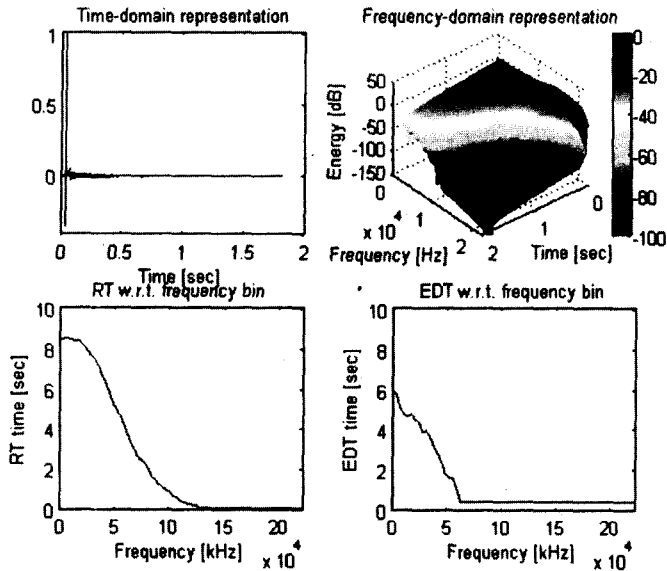 Time-domain representation
1
0.5
0
0 0.5 1 2
Time [sec]
Frequency-domain representation
50
0
-50
-100
-150
Energy [dB]
0
x 10 4
1
2
Frequency [Hz]
2
1
0
Time [sec]
0
-20
-40
-60
-80
-100
RT w.r.t. frequency bin
10
8
6
4
2
0
RT time [sec]
0 5 10 15 20
Frequency [kHz]
x 10 4
EDT w.r.t. frequency bin
10
8
6
4
2
0
EDT time [sec]
0 5 10 15 20
Frequency [kHz]
x 10 4